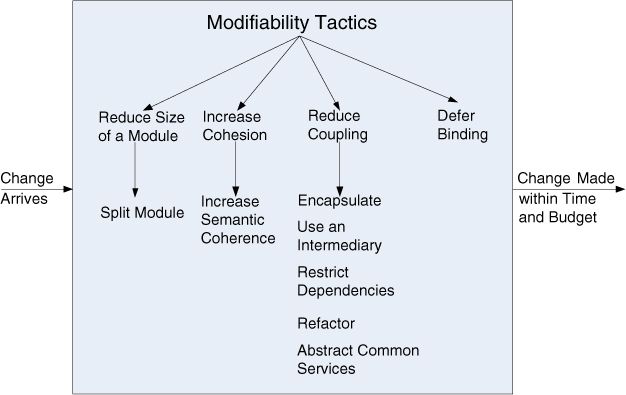 Modifiability Tactics
Reduce Size
of a Module
Increase
Cohesion
Reduce
Coupling
Defer
Binding
Change
Arrives
Split Module
Increase
Semantic
Coherence
Encapsulate
Use an
Intermediary
Restrict
Dependencies
Refactor
Abstract Common
Services
Change Made
within Time
and Budget